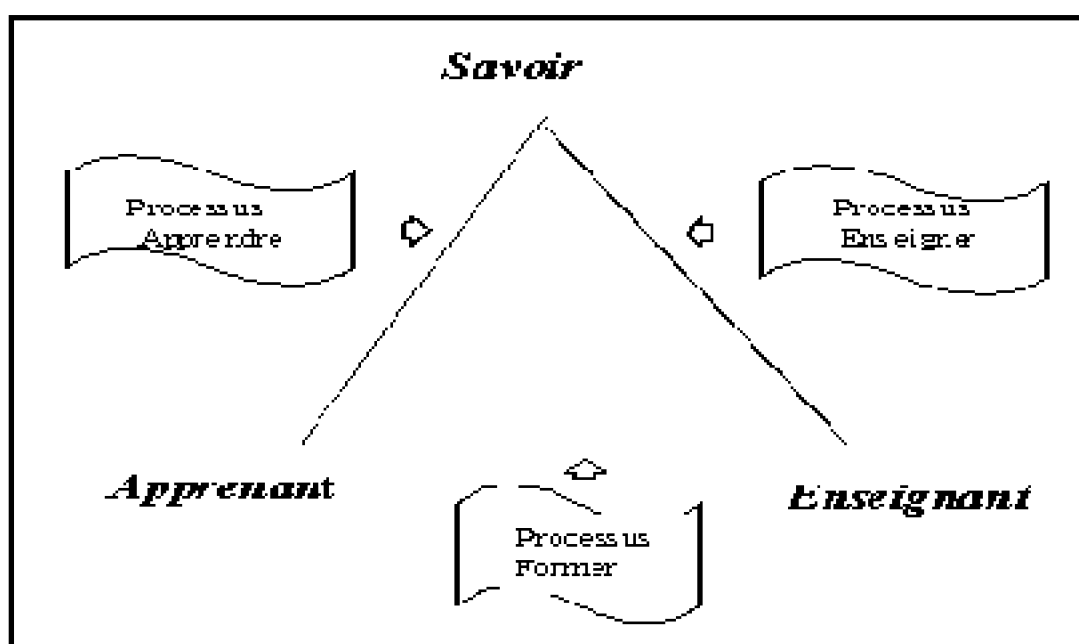 Savoir
Processus
Apprendre
Processus
Enseigner
Apprenant
Enseignant
Processus
Former